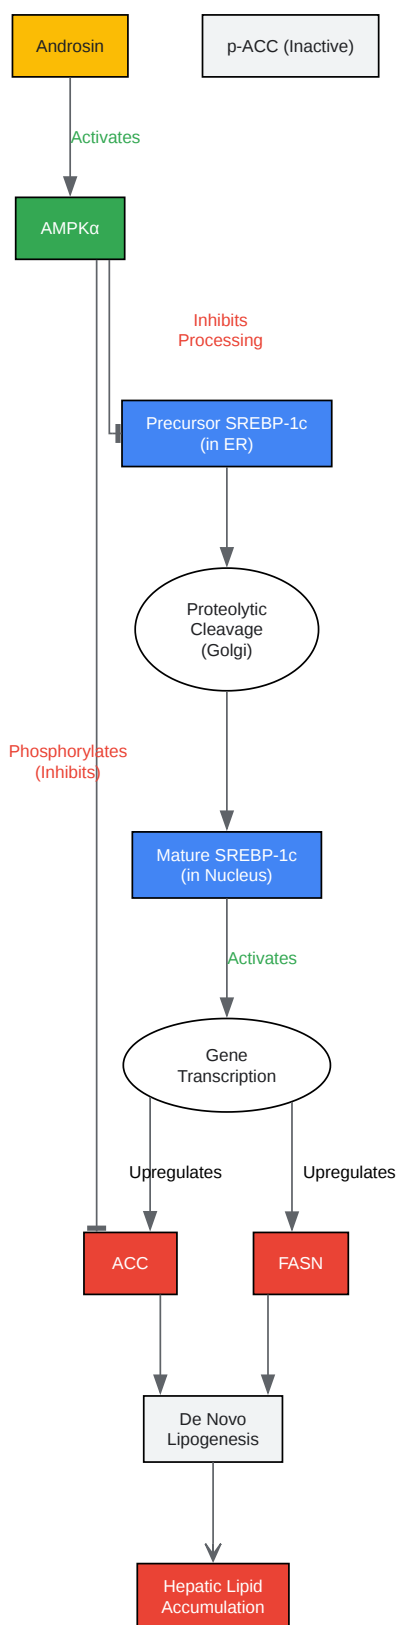 Androsin
p-ACC (Inactive)
Activates
AMPKα
Inhibits
Processing
Precursor SREBP-1c
(in ER)
Proteolytic
Cleavage
(Golgi)
Phosphorylates
(Inhibits)
Mature SREBP-1c
(in Nucleus)
Activates
Gene
Transcription
Upregulates
Upregulates
ACC
FASN
De Novo
Lipogenesis
Hepatic Lipid
Accumulation